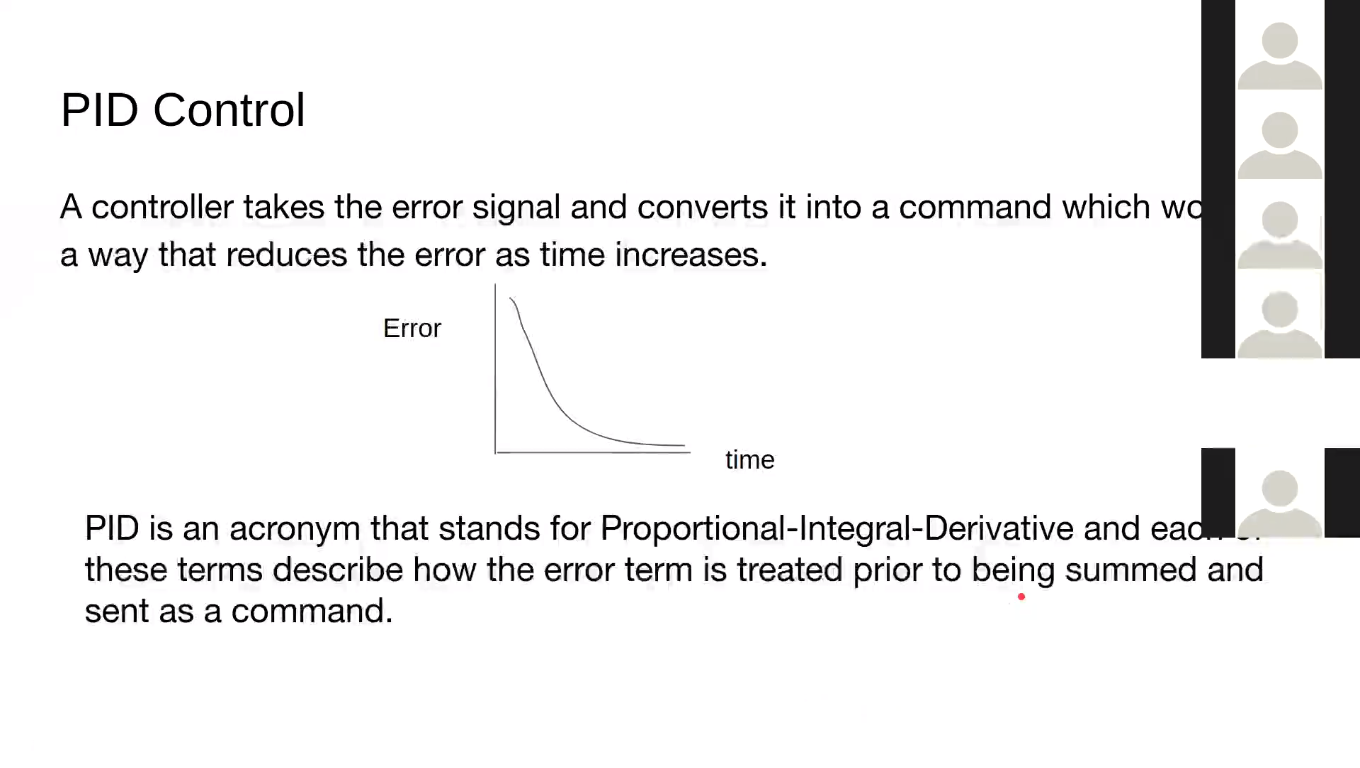 PID Control
A controller takes the error signal and converts it into a command which
a way that reduces the error as time increases.
Error
time
PID is an acronym that stands for Proportional-Integral-Derivative and
these terms describe how the error term is treated prior to being summed and
sent as a command.